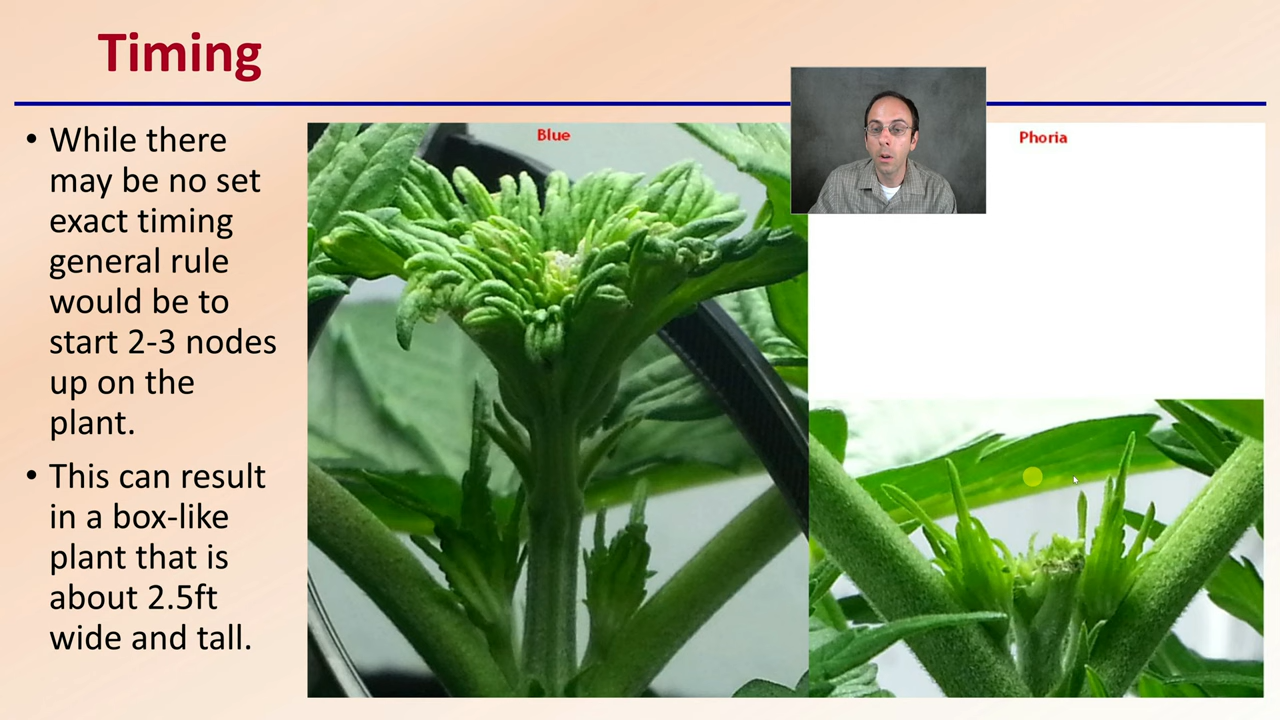 Timing
• While there
may be no set
exact timing
general rule
would be to
start 2-3 nodes
up on the
plant.
• This can result
in a box-like
plant that is
about 2.5ft
wide and tall.
Blue
Phoria